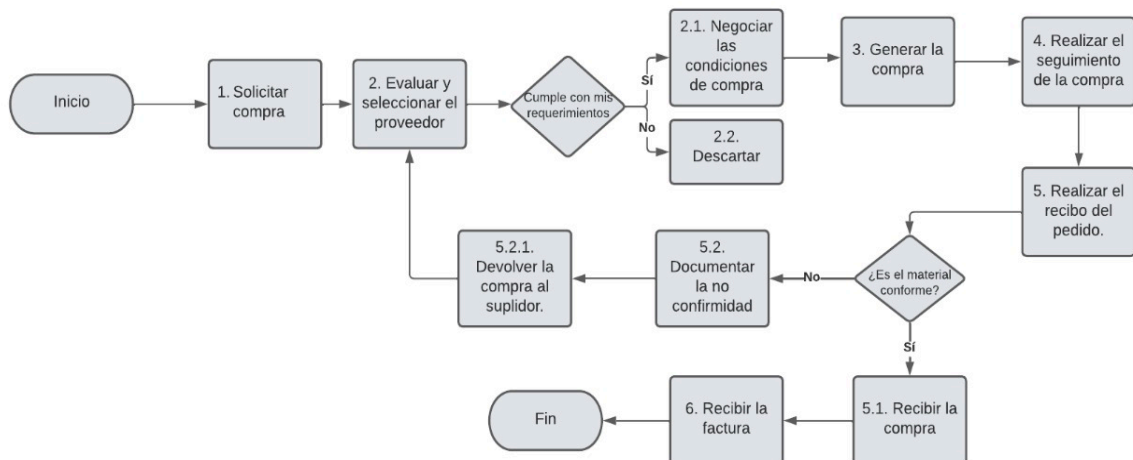 Inicio
1. Solicitar
compra
2. Evaluar y
seleccionar el
proveedor
Cumple con mis
requerimientos
Sí
No
2.1. Negociar
las
condiciones
de compra
2.2.
Descartar
3. Generar la
compra
4. Realizar el
seguimiento
de la compra
5. Realizar el
recibo del
pedido.
¿Es el material
conforme?
No
Sí
5.2.
Documentar
la no
confirmidad
5.2.1.
Devolver la
compra al
suplidor.
5.1. Recibir la
compra
6. Recibir la
factura
Fin